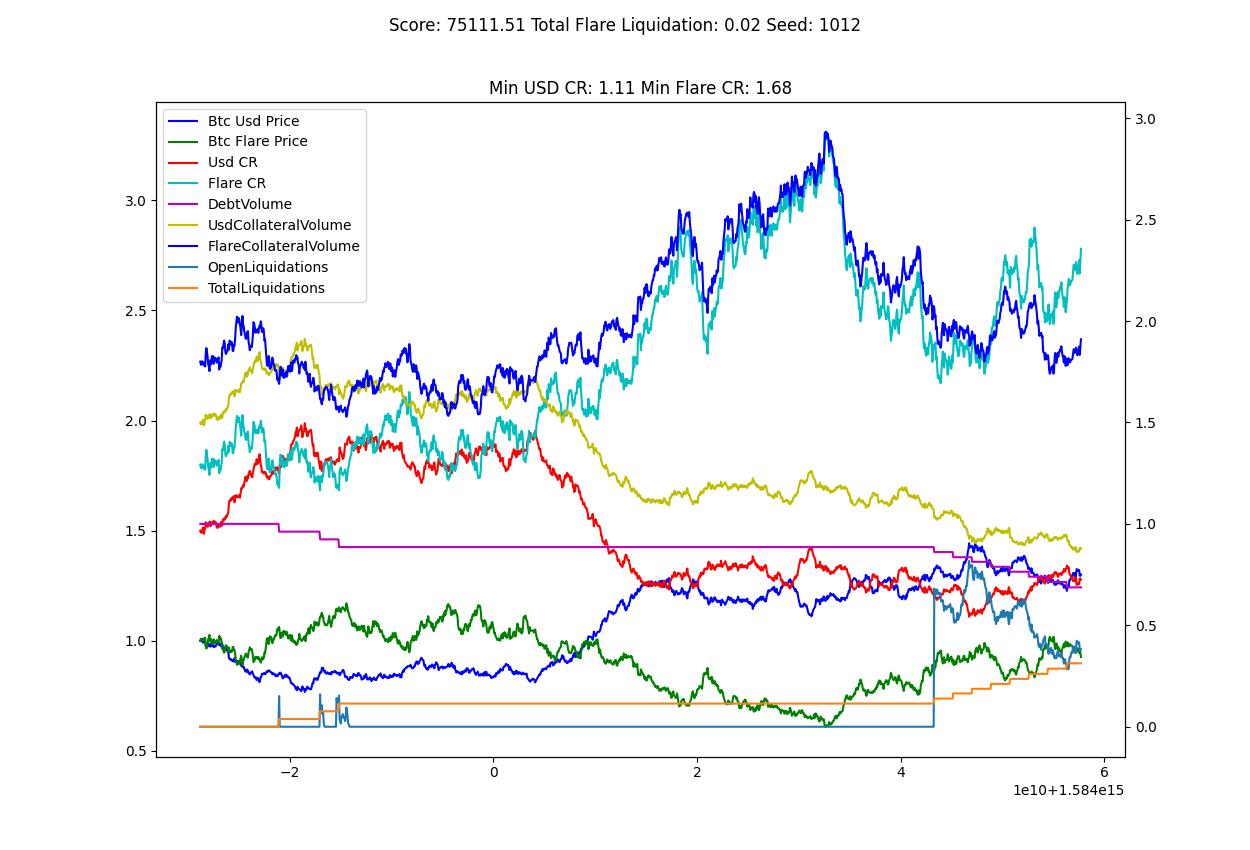 Score: 75111.51 Total Flare Liquidation: 0.02 Seed: 1012
Min USD CR: 1.11 Min Flare CR: 1.68
Btc Usd Price
Btc Flare Price
Usd CR
Flare CR
DebtVolume
UsdCollateralVolume
FlareCollateralVolume
OpenLiquidations
TotalLiquidations
3.0
2.5
2.0
1.5
1.0
0.5
3.0
2.5
2.0
1.5
1.0
0.5
0.0
−2
0
2
4
6
1e10+1.584e15